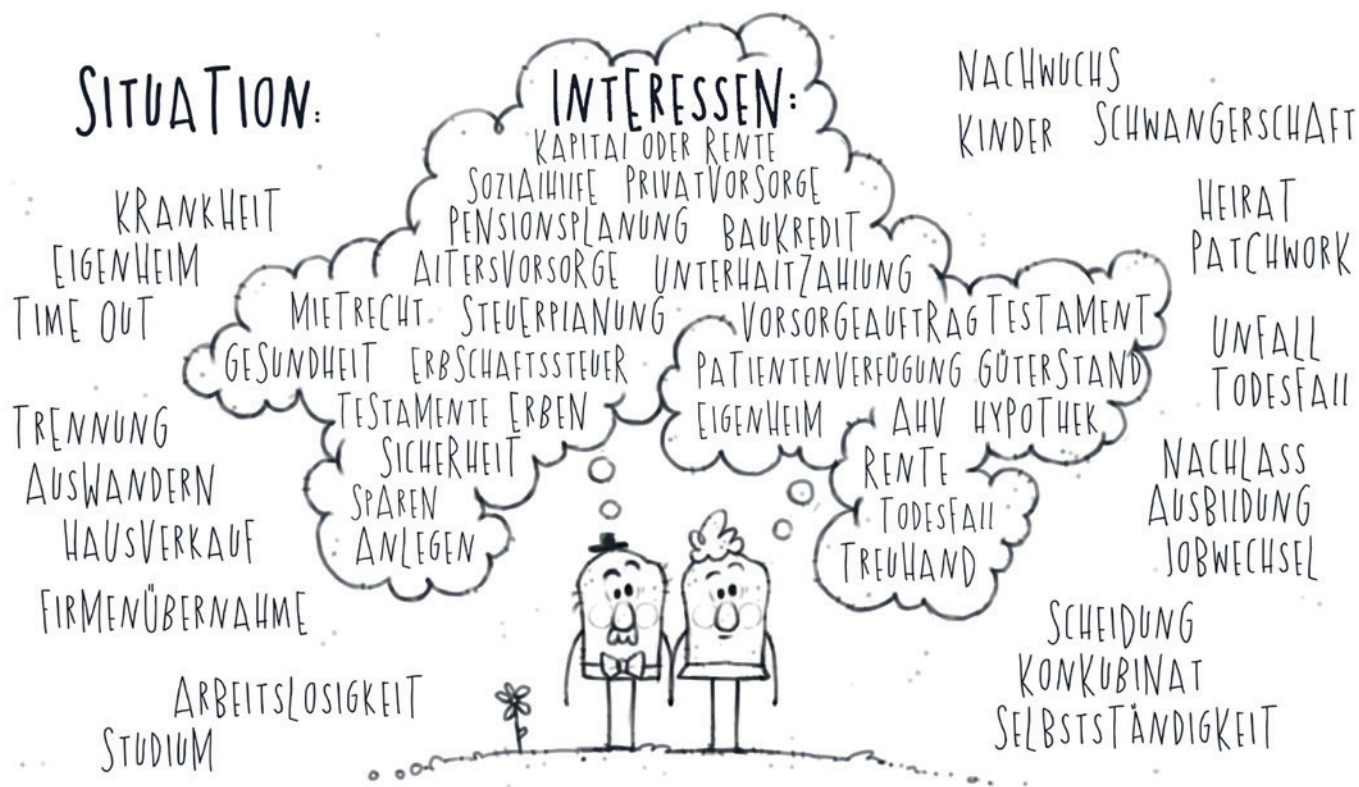 SITUATION:
KRANKHEIT
EIGENHEIM
TIME OUT
TRENNUNG
AUSWANDERN
HAUSVERKAUF
FIRMENÜBERNAHME
ARBEITSLOSIGKEIT
STUDIUM
INTERESSEN:
KAPITAL ODER RENTE
SOZIALHILFE PRIVATVORSORGE
PENSIONSPLANUNG BAUKREDIT
ALTERSVORSORGE UNTERHALTZAHLUNG
MIETRECHT STEUERPLANUNG
GESUNDHEIT ERBSCHAFTSSTEUER
TESTAMENTE ERBEN
SICHERHEIT
SPAREN
ANLEGEN
VORSORGEAUFTRAG TESTAMENT
PATIENTENVERFÜGUNG GÜTERSTAND
EIGENHEIM AHV HYPOTHEK
RENTE
TODESFALL
TREUHAND
NACHWUCHS
KINDER SCHWANGERSCHAFT
HEIRAT
PATCHWORK
UNFALL
TODESFALL
NACHLASS
AUSBILDUNG
JOBWECHSEL
SCHEIDUNG
KONKUBINAT
SELBSTSTÄNDIGKEIT